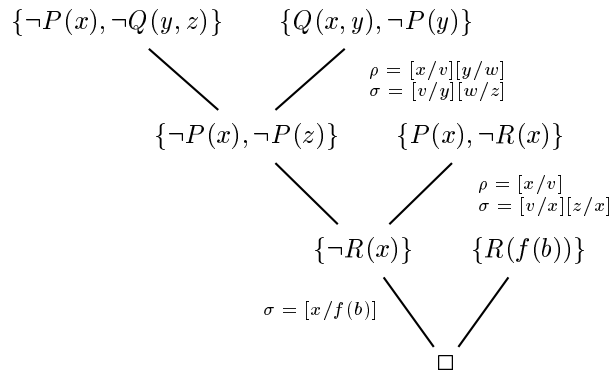 {¬P(x), ¬Q(y, z)} {Q(x, y), ¬P(y)}
ρ = [x/v][y/w]
σ = [v/y][w/z]
{¬P(x), ¬P(z)} {P(x), ¬R(x)}
ρ = [x/v]
σ = [v/x][z/x]
{¬R(x)} {R(f(b))}
σ = [x/f(b)]
□